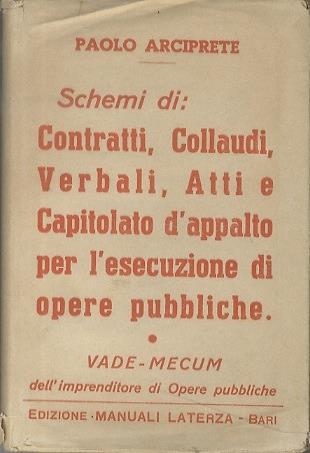 PAOLO ARCIPRETE
Schemi di:
Contratti, Collaudi,
Verbali, Atti e
Capitolato d'appalto
per l'esecuzione di
opere pubbliche.
VADE-MECUM
dell'imprenditore di Opere pubbliche
EDIZIONE·MANUALI LATERZA - BARI